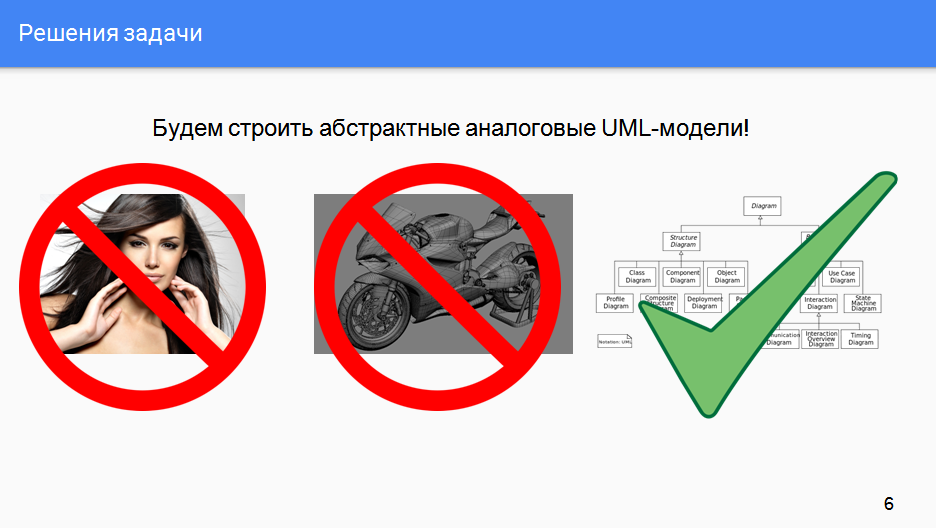 Решения задачи
Будем строить абстрактные аналоговые UML-модели!
Diagram
Structure
Diagram
Class
Diagram
Component
Diagram
Object
Diagram
Use Case
Diagram
Profile
Diagram
Composite
Structure
Diagram
Deployment
Diagram
Interaction
Diagram
State
Machine
Diagram
Notation: UML
Diagram
Interaction
Overview
Diagram
Timing
Diagram
6